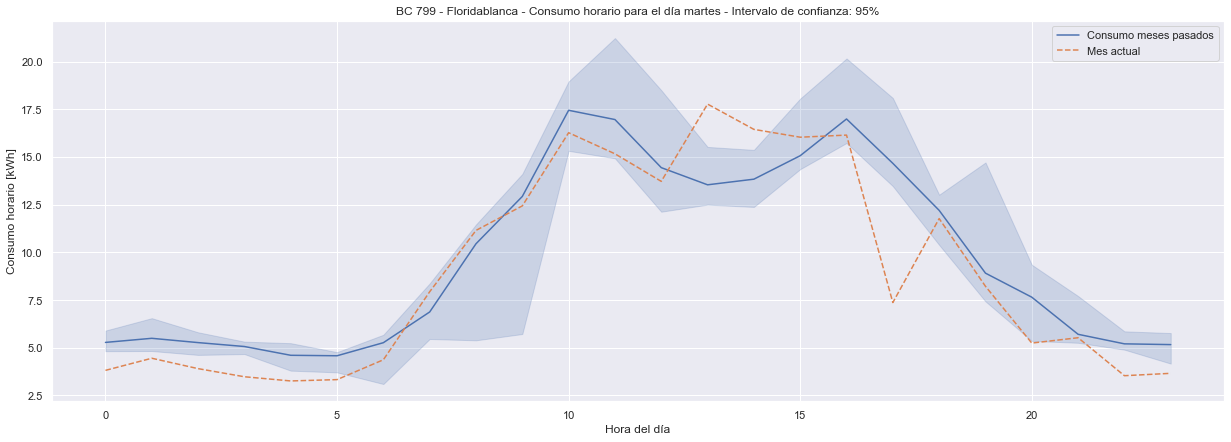 BC 799 - Floridablanca - Consumo horario para el día martes - Intervalo de confianza: 95%
Consumo meses pasados
Mes actual
Consumo horario [kWh]
20.0
17.5
15.0
12.5
10.0
7.5
5.0
2.5
0 5 10 15 20
Hora del día